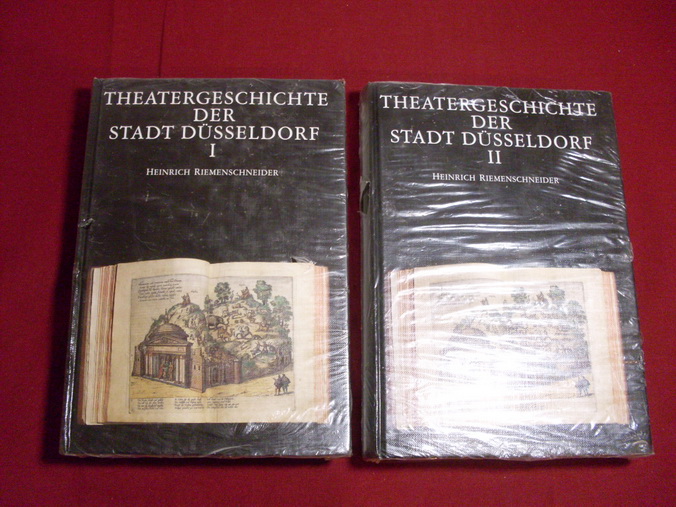 THEATERGESCHICHTE
DER
STADT DÜSSELDORF
I
HEINRICH RIEMENSCHNEIDER
THEATERGESCHICHTE
DER
STADT DÜSSELDORF
II
HEINRICH RIEMENSCHNEIDER